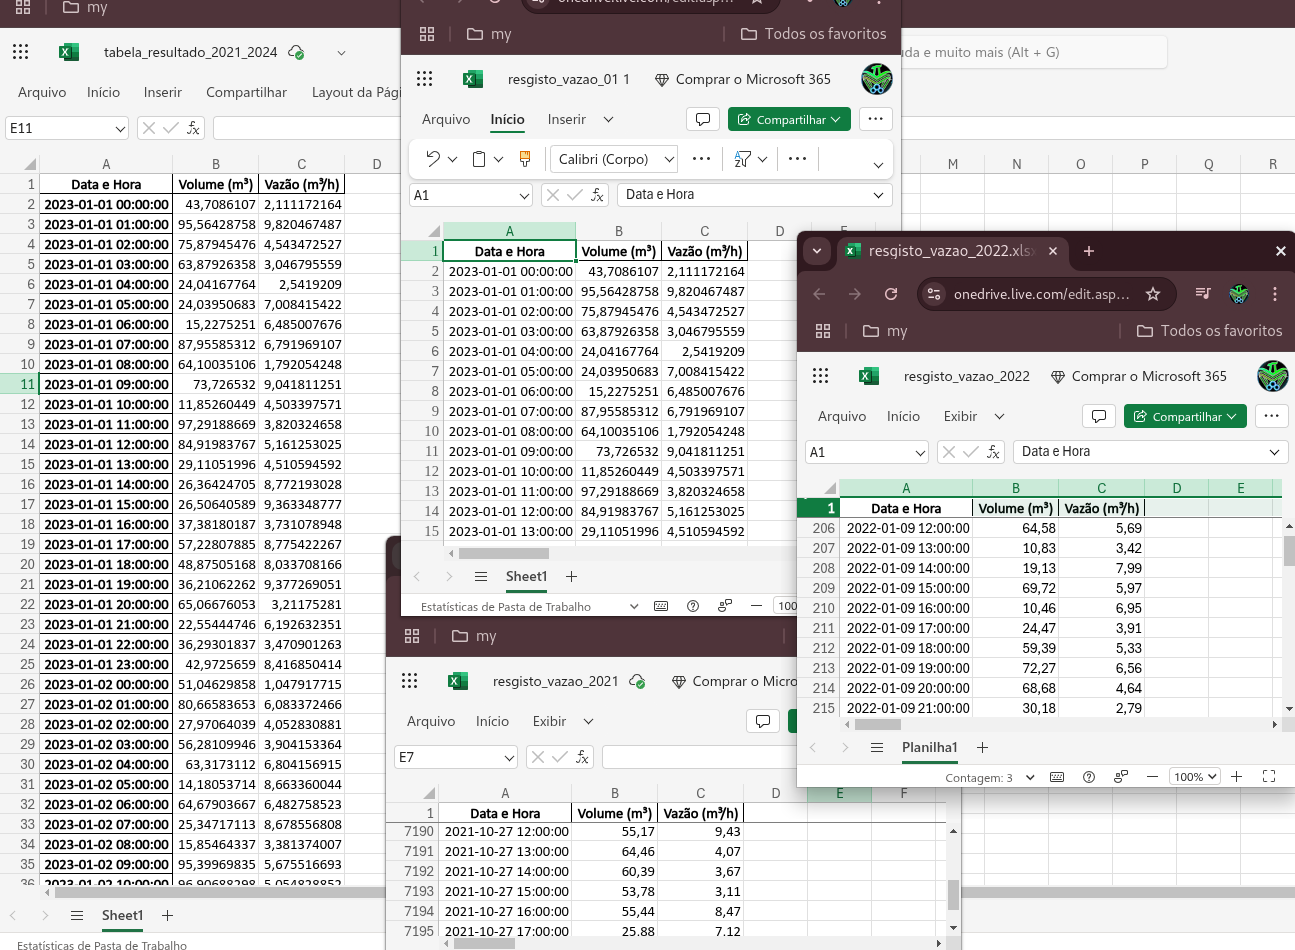 my
tabela_resultado_2021_2024
Arquivo Início Inserir Compartilhar Layout da Pági
E11
A B C D
1 Data e Hora Volume (m³) Vazão (m³/h)
2 2023-01-01 00:00:00 43,7086107 2,111172164
3 2023-01-01 01:00:00 95,56428758 9,820467487
4 2023-01-01 02:00:00 75,87945476 4,543472527
5 2023-01-01 03:00:00 63,87926358 3,046795559
6 2023-01-01 04:00:00 24,04167764 2,5419209
7 2023-01-01 05:00:00 24,03950683 7,008415422
8 2023-01-01 06:00:00 15,2275251 6,485007676
9 2023-01-01 07:00:00 87,95585312 6,791969107
10 2023-01-01 08:00:00 64,10035106 1,792054248
11 2023-01-01 09:00:00 73,726532 9,041811251
12 2023-01-01 10:00:00 11,85260449 4,503397571
13 2023-01-01 11:00:00 97,29188669 3,820324658
14 2023-01-01 12:00:00 84,91983767 5,161253025
15 2023-01-01 13:00:00 29,11051996 4,510594592
16 2023-01-01 14:00:00 26,36424705 8,772193028
17 2023-01-01 15:00:00 26,50640589 9,363348777
18 2023-01-01 16:00:00 37,38180187 3,731078948
19 2023-01-01 17:00:00 57,22807885 8,775422267
20 2023-01-01 18:00:00 48,87505168 8,033708166
21 2023-01-01 19:00:00 36,21062262 9,377269051
22 2023-01-01 20:00:00 65,06676053 3,21175281
23 2023-01-01 21:00:00 22,55444746 6,192632351
24 2023-01-01 22:00:00 36,29301837 3,470901263
25 2023-01-01 23:00:00 42,9725659 8,416850414
26 2023-01-02 00:00:00 51,04629858 1,047917715
27 2023-01-02 01:00:00 80,66583653 6,083372466
28 2023-01-02 02:00:00 27,97064039 4,052830881
29 2023-01-02 03:00:00 56,28109946 3,904153364
30 2023-01-02 04:00:00 63,3173112 6,804156915
31 2023-01-02 05:00:00 14,18053714 8,663360044
32 2023-01-02 06:00:00 64,67903667 6,482758523
33 2023-01-02 07:00:00 25,34717113 8,678556808
34 2023-01-02 08:00:00 15,85464337 3,381374007
35 2023-01-02 09:00:00 95,39969835 5,675516693
36 2023-01-02 10:00:00 96,90688298 5,054828852
Sheet1
Estatísticas de Pasta de Trabalho
my Todos os favoritos
resgisto_vazao_01 1 Comprar o Microsoft 365
Arquivo Início Inserir Compartilhar
Calibri (Corpo)
A1 Data e Hora
A B C D
1 Data e Hora Volume (m³) Vazão (m³/h)
2 2023-01-01 00:00:00 43,7086107 2,111172164
3 2023-01-01 01:00:00 95,56428758 9,820467487
4 2023-01-01 02:00:00 75,87945476 4,543472527
5 2023-01-01 03:00:00 63,87926358 3,046795559
6 2023-01-01 04:00:00 24,04167764 2,5419209
7 2023-01-01 05:00:00 24,03950683 7,008415422
8 2023-01-01 06:00:00 15,2275251 6,485007676
9 2023-01-01 07:00:00 87,95585312 6,791969107
10 2023-01-01 08:00:00 64,10035106 1,792054248
11 2023-01-01 09:00:00 73,726532 9,041811251
12 2023-01-01 10:00:00 11,85260449 4,503397571
13 2023-01-01 11:00:00 97,29188669 3,820324658
14 2023-01-01 12:00:00 84,91983767 5,161253025
15 2023-01-01 13:00:00 29,11051996 4,510594592
Sheet1
Estatísticas de Pasta de Trabalho 100
uda e muito mais (Alt + G)
M N O P Q R
resgisto_vazao_2022.xlsx
onedrive.live.com/edit.asp...
my Todos os favoritos
resgisto_vazao_2022 Comprar o Microsoft 365
Arquivo Início Exibir Compartilhar
A1 Data e Hora
A B C D E
1 Data e Hora Volume (m³) Vazão (m³/h)
206 2022-01-09 12:00:00 64,58 5,69
207 2022-01-09 13:00:00 10,83 3,42
208 2022-01-09 14:00:00 19,13 7,99
209 2022-01-09 15:00:00 69,72 5,97
210 2022-01-09 16:00:00 10,46 6,95
211 2022-01-09 17:00:00 24,47 3,91
212 2022-01-09 18:00:00 59,39 5,33
213 2022-01-09 19:00:00 72,27 6,56
214 2022-01-09 20:00:00 68,68 4,64
215 2022-01-09 21:00:00 30,18 2,79
Planilha1
Contagem: 3 100%
my
resgisto_vazao_2021 Comprar o Micro
Arquivo Início Exibir
E7
A B C D E F
1 Data e Hora Volume (m³) Vazão (m³/h)
7190 2021-10-27 12:00:00 55,17 9,43
7191 2021-10-27 13:00:00 64,46 4,07
7192 2021-10-27 14:00:00 60,39 3,67
7193 2021-10-27 15:00:00 53,78 3,11
7194 2021-10-27 16:00:00 55,44 8,47
7195 2021-10-27 17:00:00 25,88 7,12